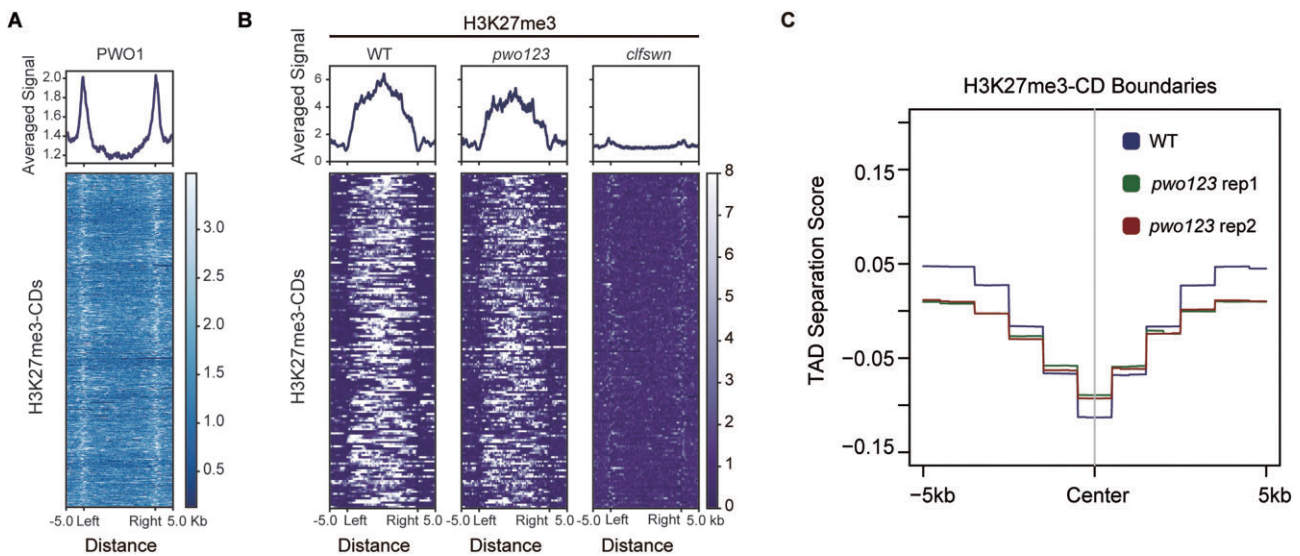 A
PWO1
Averaged Signal
2.0
1.8
1.6
1.4
1.2
H3K27me3-CDs
3.0
2.5
2.0
1.5
1.0
0.5
-5.0 Left Right 5.0 Kb
Distance
B
H3K27me3
WT pwo123 clfswn
Averaged Signal
6
4
2
0
H3K27me3-CDs
8
7
6
5
4
3
2
1
0
-5.0 Left Right 5.0 -5.0 Left Right 5.0 -5.0 Left Right 5.0 kb
Distance Distance Distance
C
H3K27me3-CD Boundaries
TAD Separation Score
0.15
0.05
−0.05
−0.15
WT
pwo123 rep1
pwo123 rep2
−5kb Center 5kb